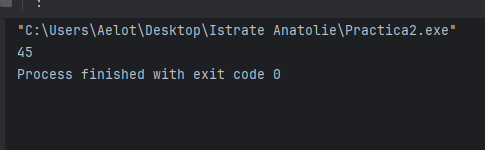 "C:\Users\Aelot\Desktop\Istrate Anatolie\Practica2.exe"
45
Process finished with exit code 0